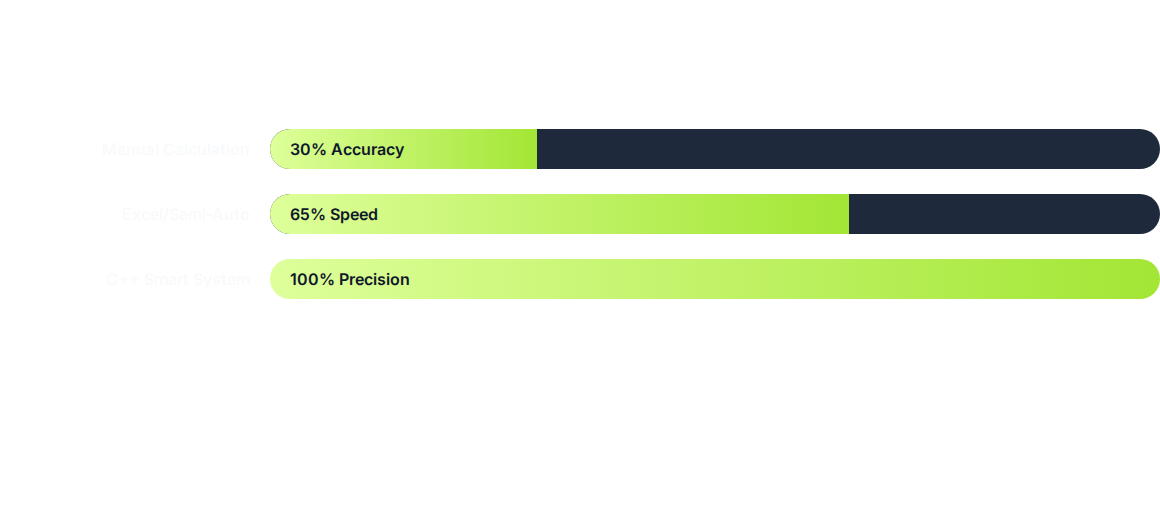 Manual Calculation
30% Accuracy
Excel/Semi-Auto
65% Speed
C++ Smart System
100% Precision